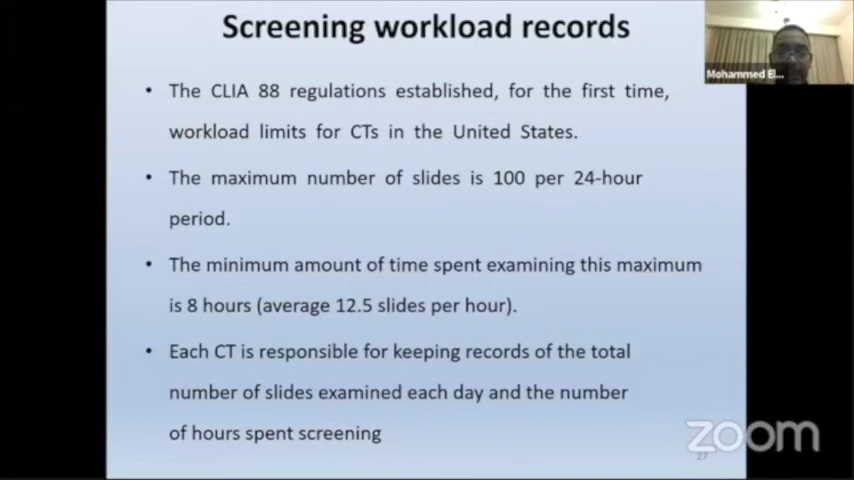 Screening workload records
Mohammed El...
• The CLIA 88 regulations established, for the first time,
workload limits for CTs in the United States.
• The maximum number of slides is 100 per 24-hour
period.
• The minimum amount of time spent examining this maximum
is 8 hours (average 12.5 slides per hour).
• Each CT is responsible for keeping records of the total
number of slides examined each day and the number
of hours spent screening
zoom
27